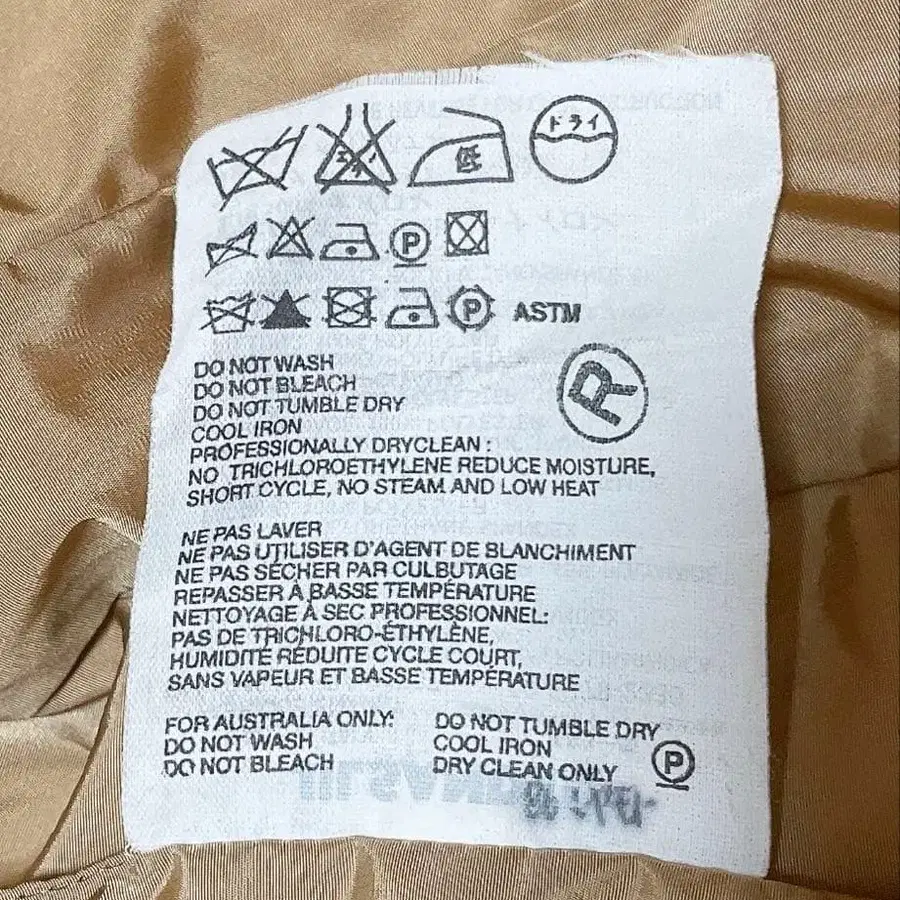 エンソ
低
ドライ
P
P
ASTM
DO NOT WASH
DO NOT BLEACH
DO NOT TUMBLE DRY
COOL IRON
PROFESSIONALLY DRYCLEAN :
NO TRICHLOROETHYLENE REDUCE MOISTURE,
SHORT CYCLE, NO STEAM AND LOW HEAT
R
NE PAS LAVER
NE PAS UTILISER D'AGENT DE BLANCHIMENT
NE PAS SÉCHER PAR CULBUTAGE
REPASSER À BASSE TEMPÉRATURE
NETTOYAGE À SEC PROFESSIONNEL:
PAS DE TRICHLORO-ÉTHYLÈNE,
HUMIDITÉ RÉDUITE CYCLE COURT,
SANS VAPEUR ET BASSE TEMPÉRATURE
FOR AUSTRALIA ONLY:
DO NOT WASH
DO NOT BLEACH
DO NOT TUMBLE DRY
COOL IRON
DRY CLEAN ONLY
P